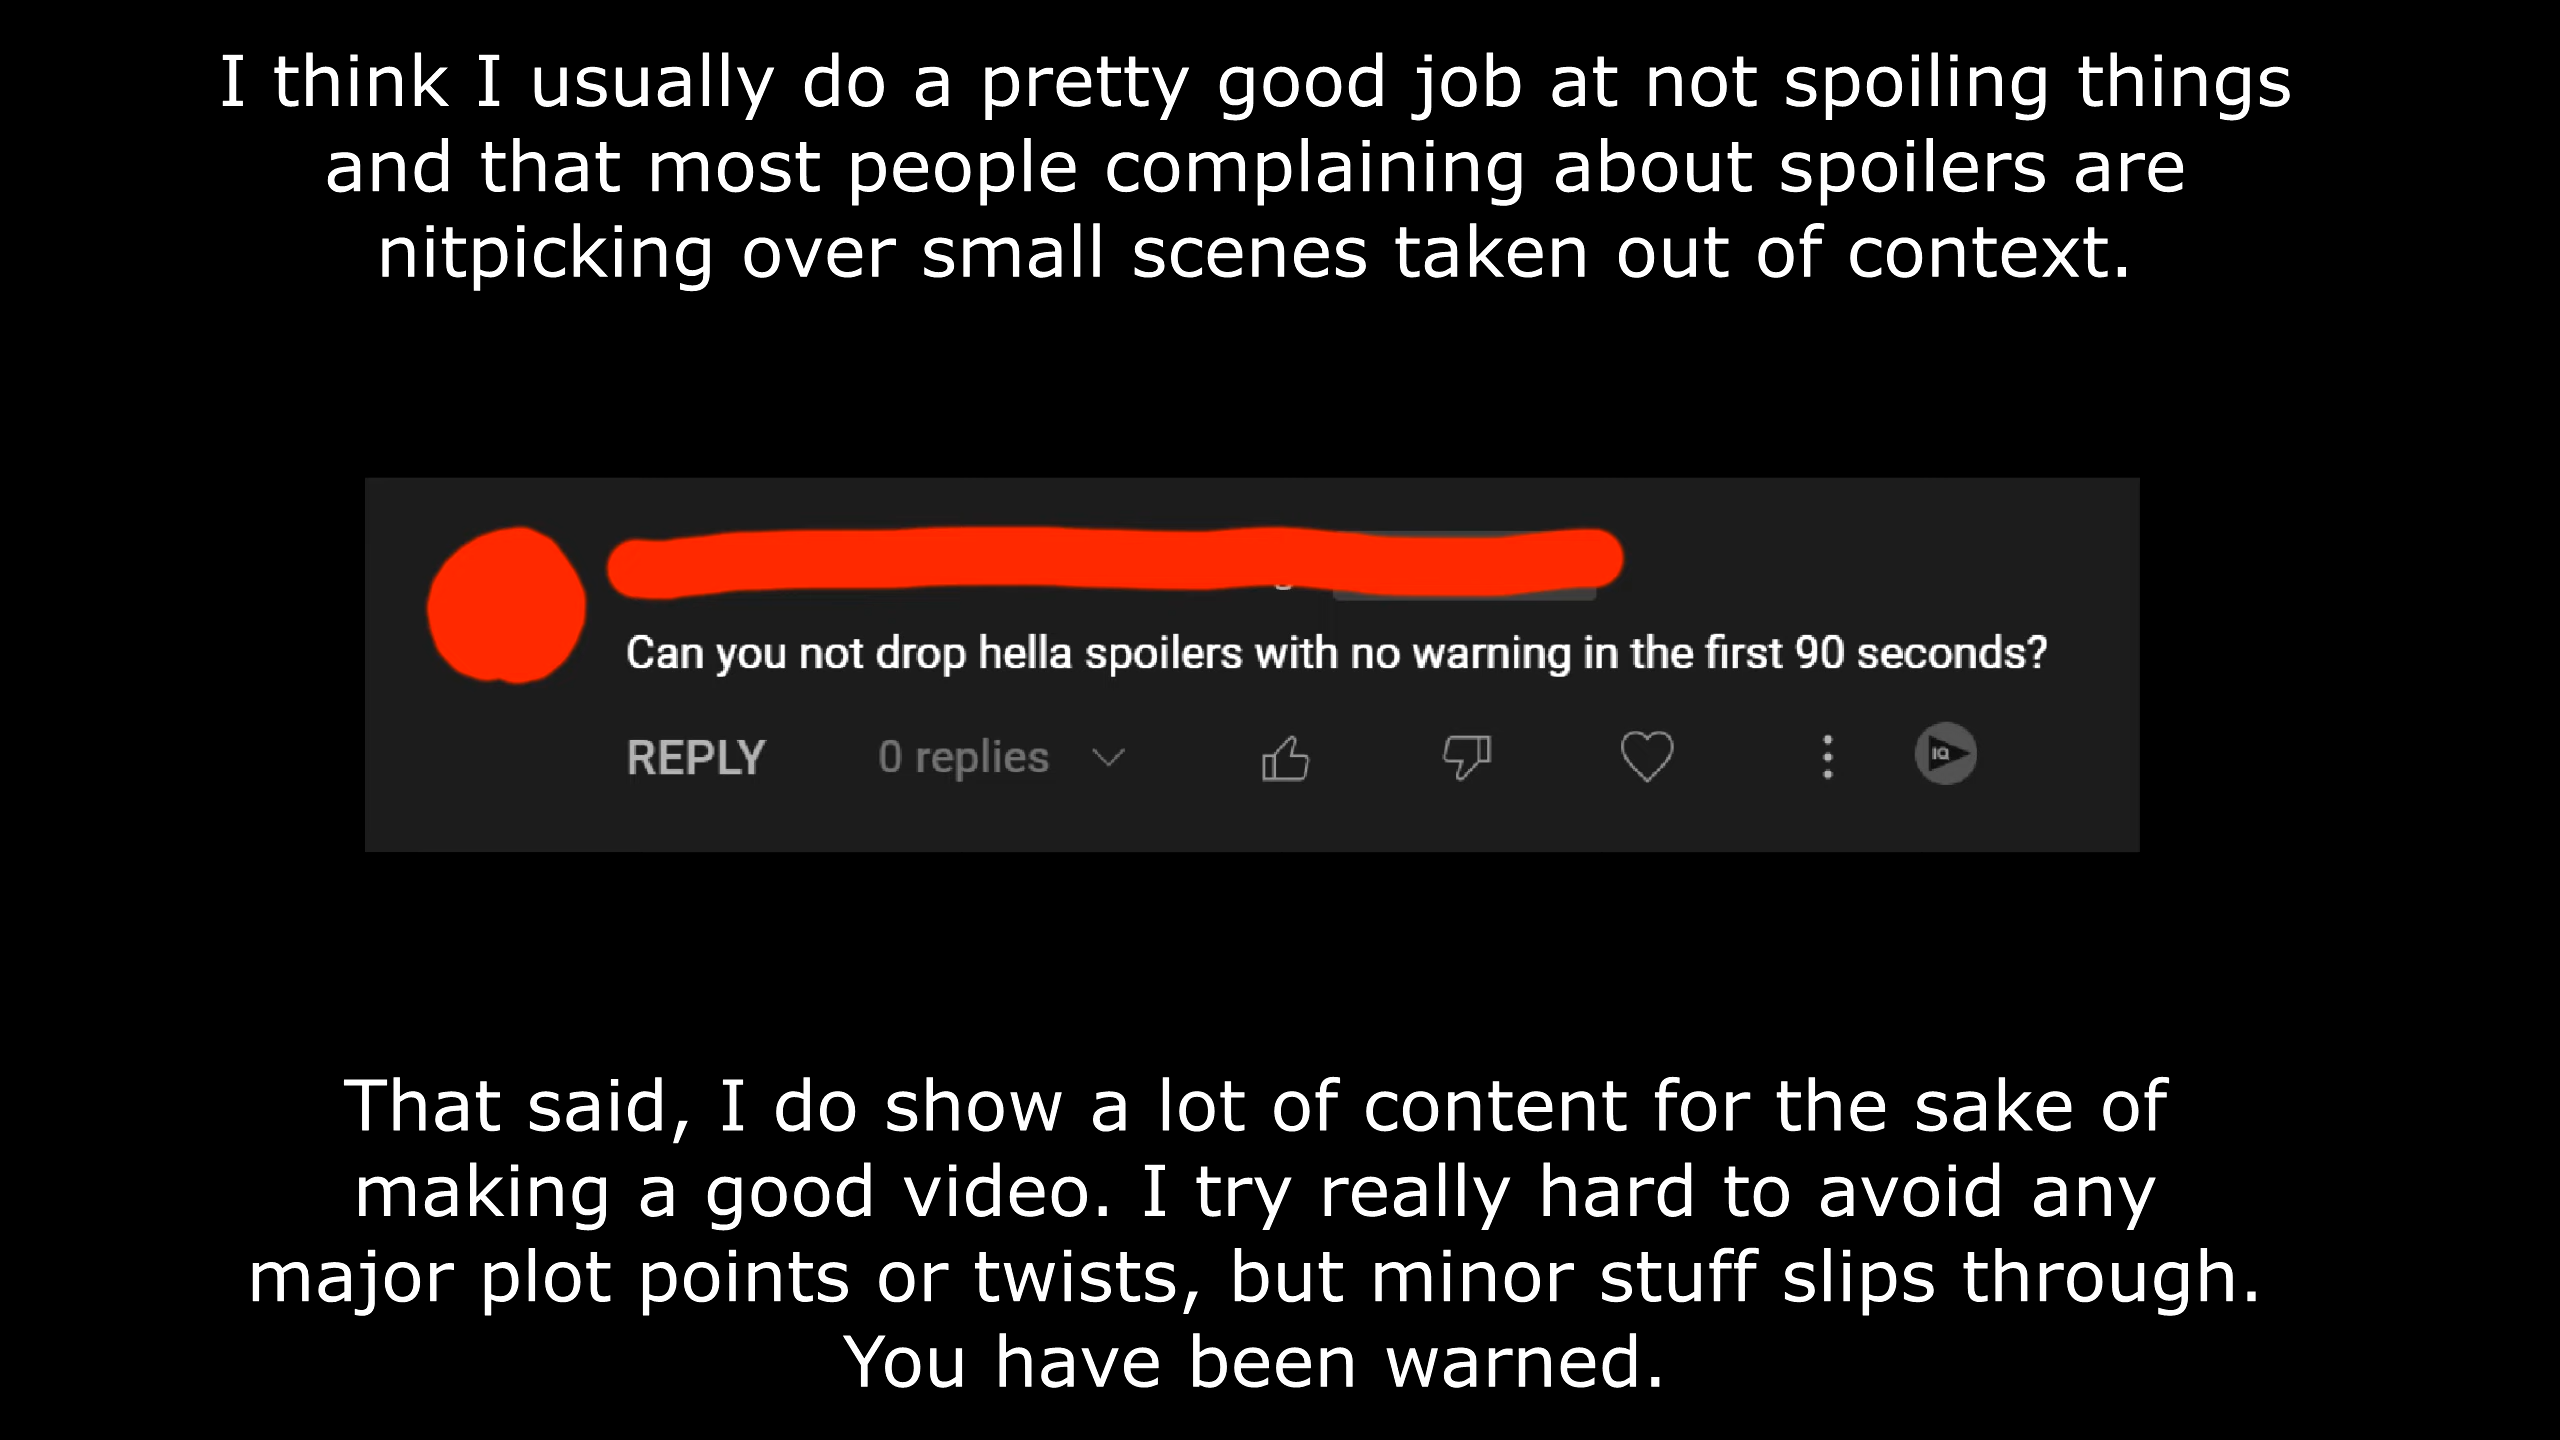 I think I usually do a pretty good job at not spoiling things
and that most people complaining about spoilers are
nitpicking over small scenes taken out of context.
Can you not drop hella spoilers with no warning in the first 90 seconds?
REPLY 0 replies IQ
That said, I do show a lot of content for the sake of
making a good video. I try really hard to avoid any
major plot points or twists, but minor stuff slips through.
You have been warned.